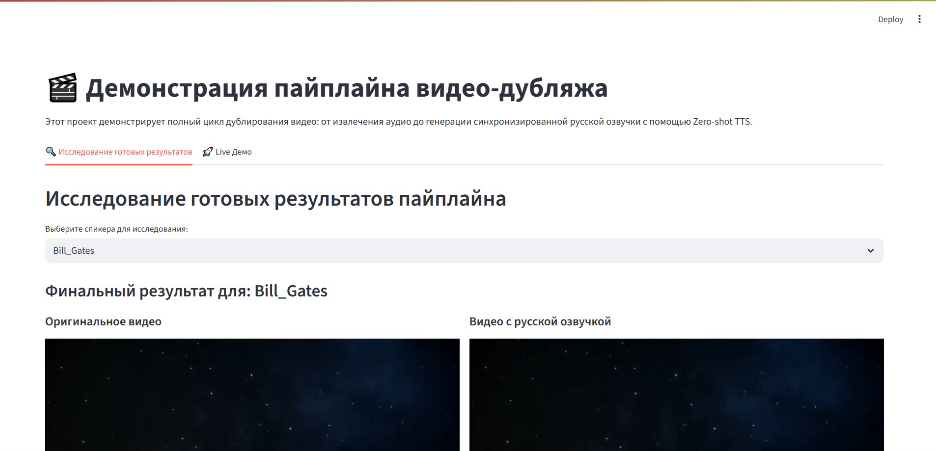 Deploy
Демонстрация пайплайна видео-дубляжа
Этот проект демонстрирует полный цикл дублирования видео: от извлечения аудио до генерации синхронизированной русской озвучки с помощью Zero-shot TTS.
Исследование готовых результатов
Live Демо
Исследование готовых результатов пайплайна
Выберите спикера для исследования:
Bill_Gates
Финальный результат для: Bill_Gates
Оригинальное видео
Видео с русской озвучкой